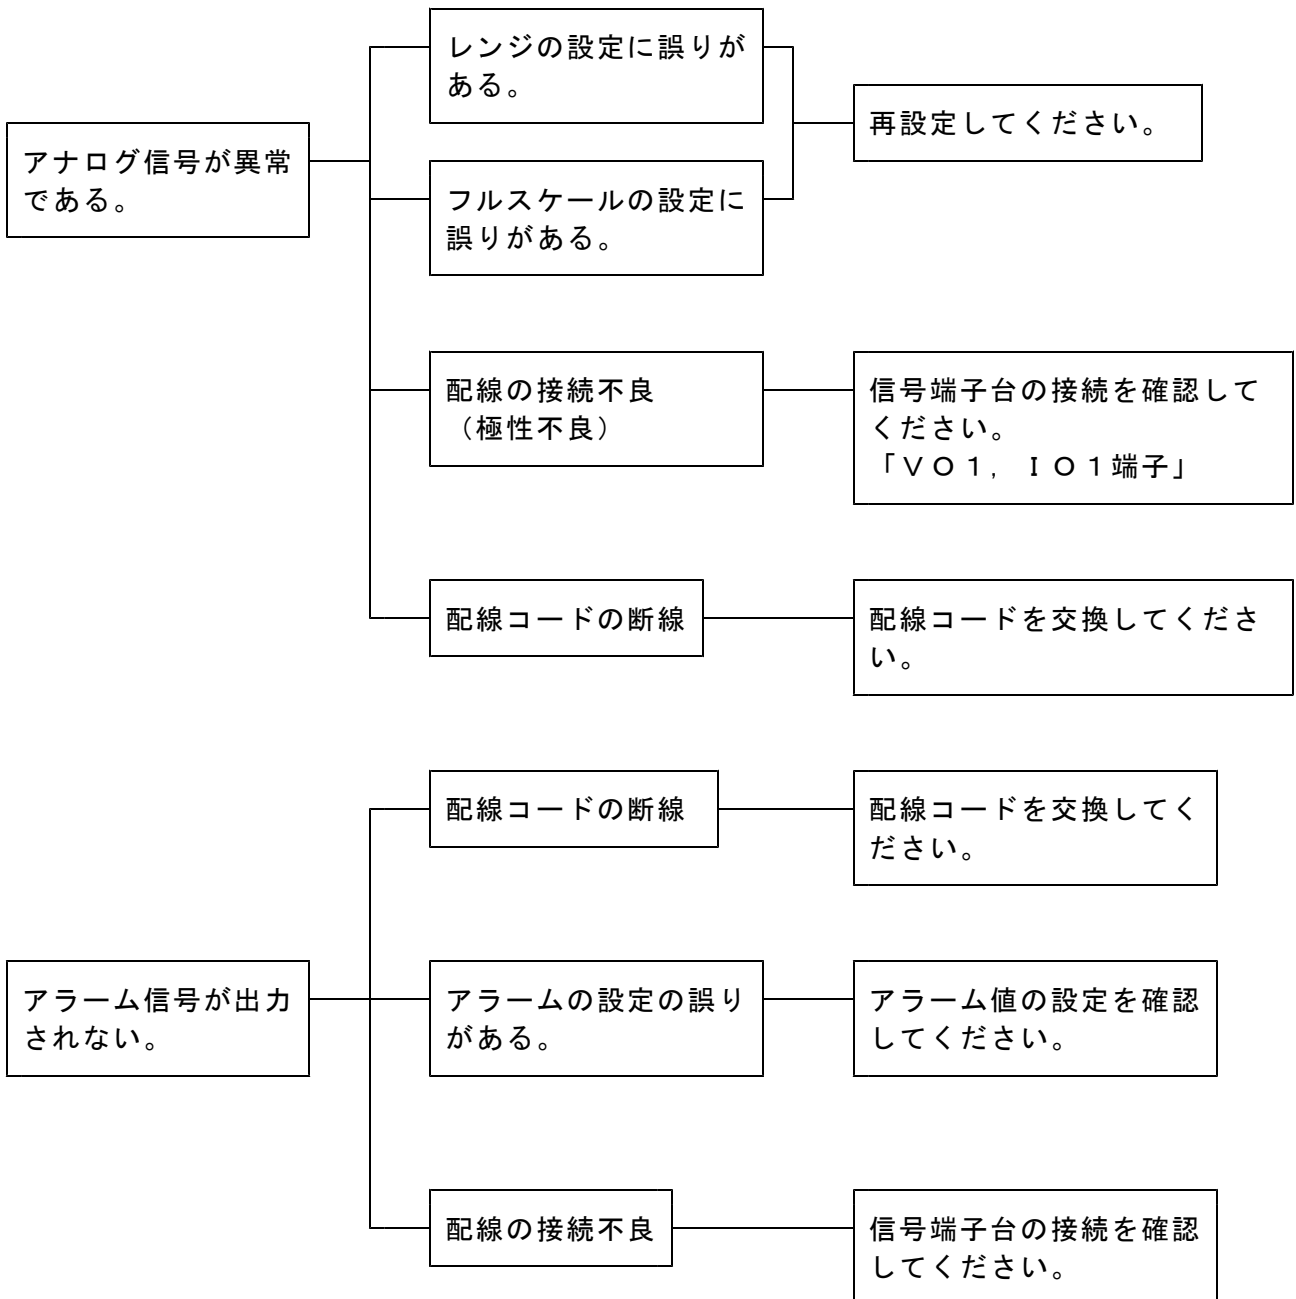 レンジの設定に誤りが
ある。
再設定してください。
アナログ信号が異常
である。
フルスケールの設定に
誤りがある。
配線の接続不良
（極性不良）
信号端子台の接続を確認して
ください。
「ＶＯ１，ＩＯ１端子」
配線コードの断線
配線コードを交換してくださ
い。
配線コードの断線
配線コードを交換してく
ださい。
アラーム信号が出力
されない。
アラームの設定の誤り
がある。
アラーム値の設定を確認
してください。
配線の接続不良
信号端子台の接続を確認
してください。